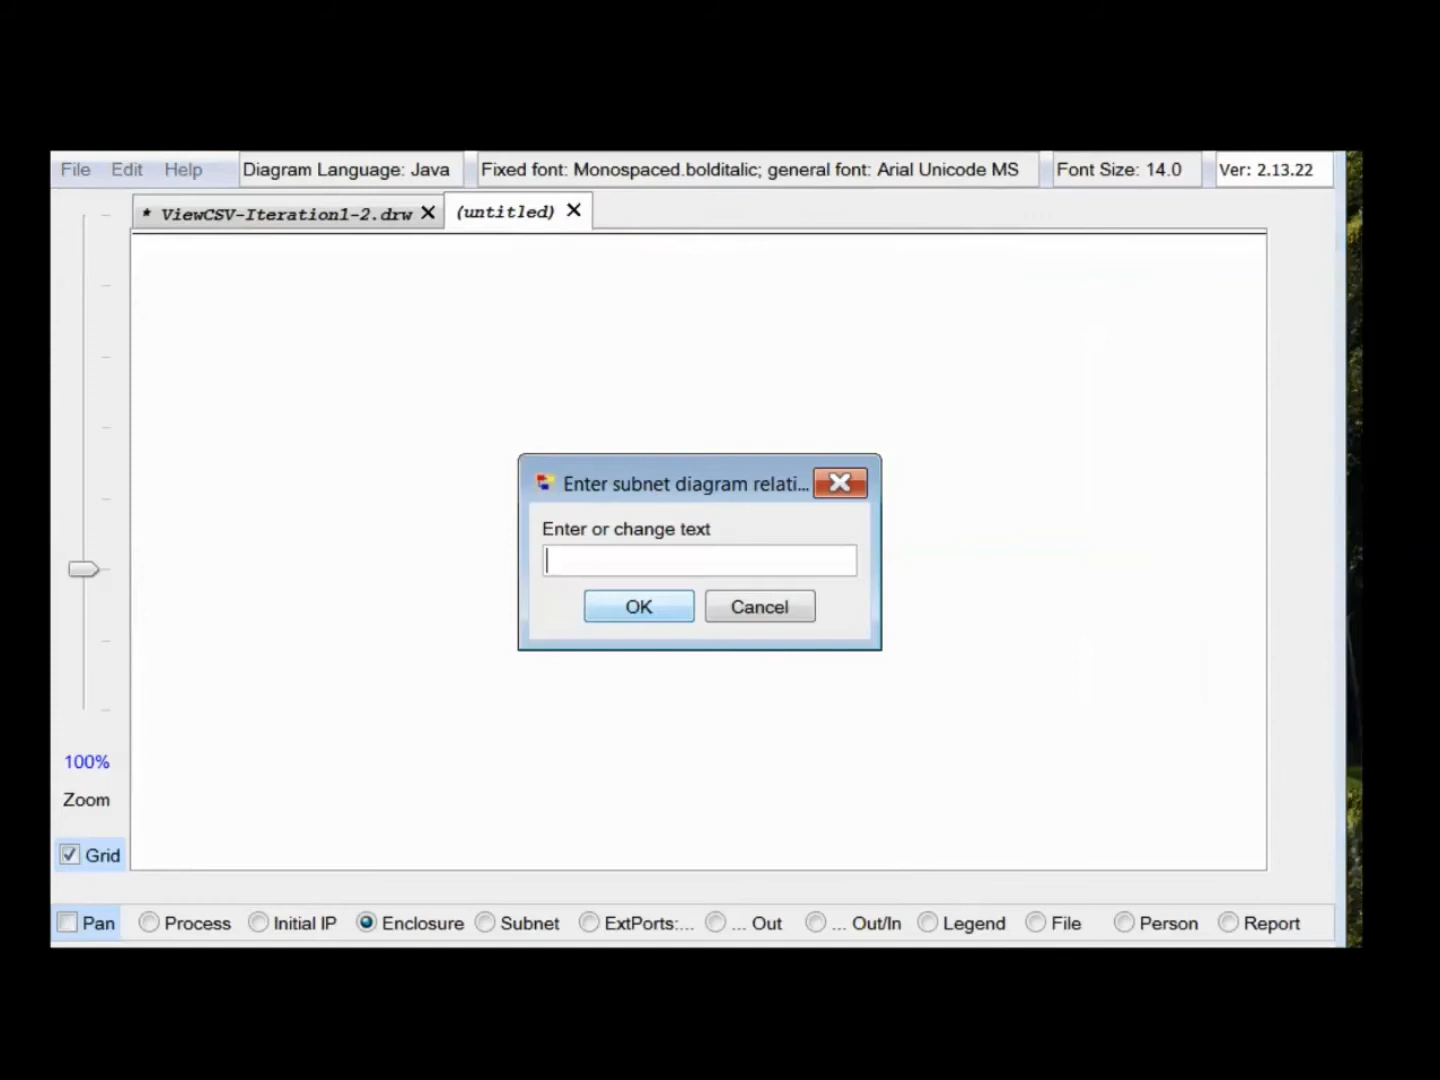 File Edit Help Diagram Language: Java Fixed font: Monospaced.bolditalic; general font: Arial Unicode MS Font Size: 14.0 Ver: 2.13.22
* ViewCSV-Iteration1-2.drw (untitled)
Enter subnet diagram relati...
Enter or change text
OK Cancel
100%
Zoom
Grid
Pan Process Initial IP Enclosure Subnet ExtPorts:... ... Out ... Out/In Legend File Person Report